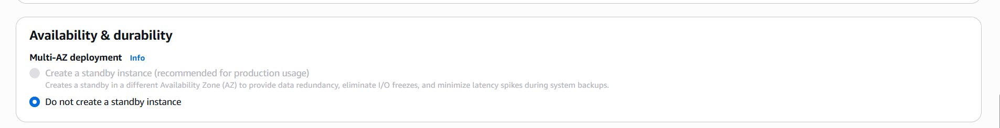 Availability & durability
Multi-AZ deployment Info
Create a standby instance (recommended for production usage)
Creates a standby in a different Availability Zone (AZ) to provide data redundancy, eliminate I/O freezes, and minimize latency spikes during system backups.
Do not create a standby instance